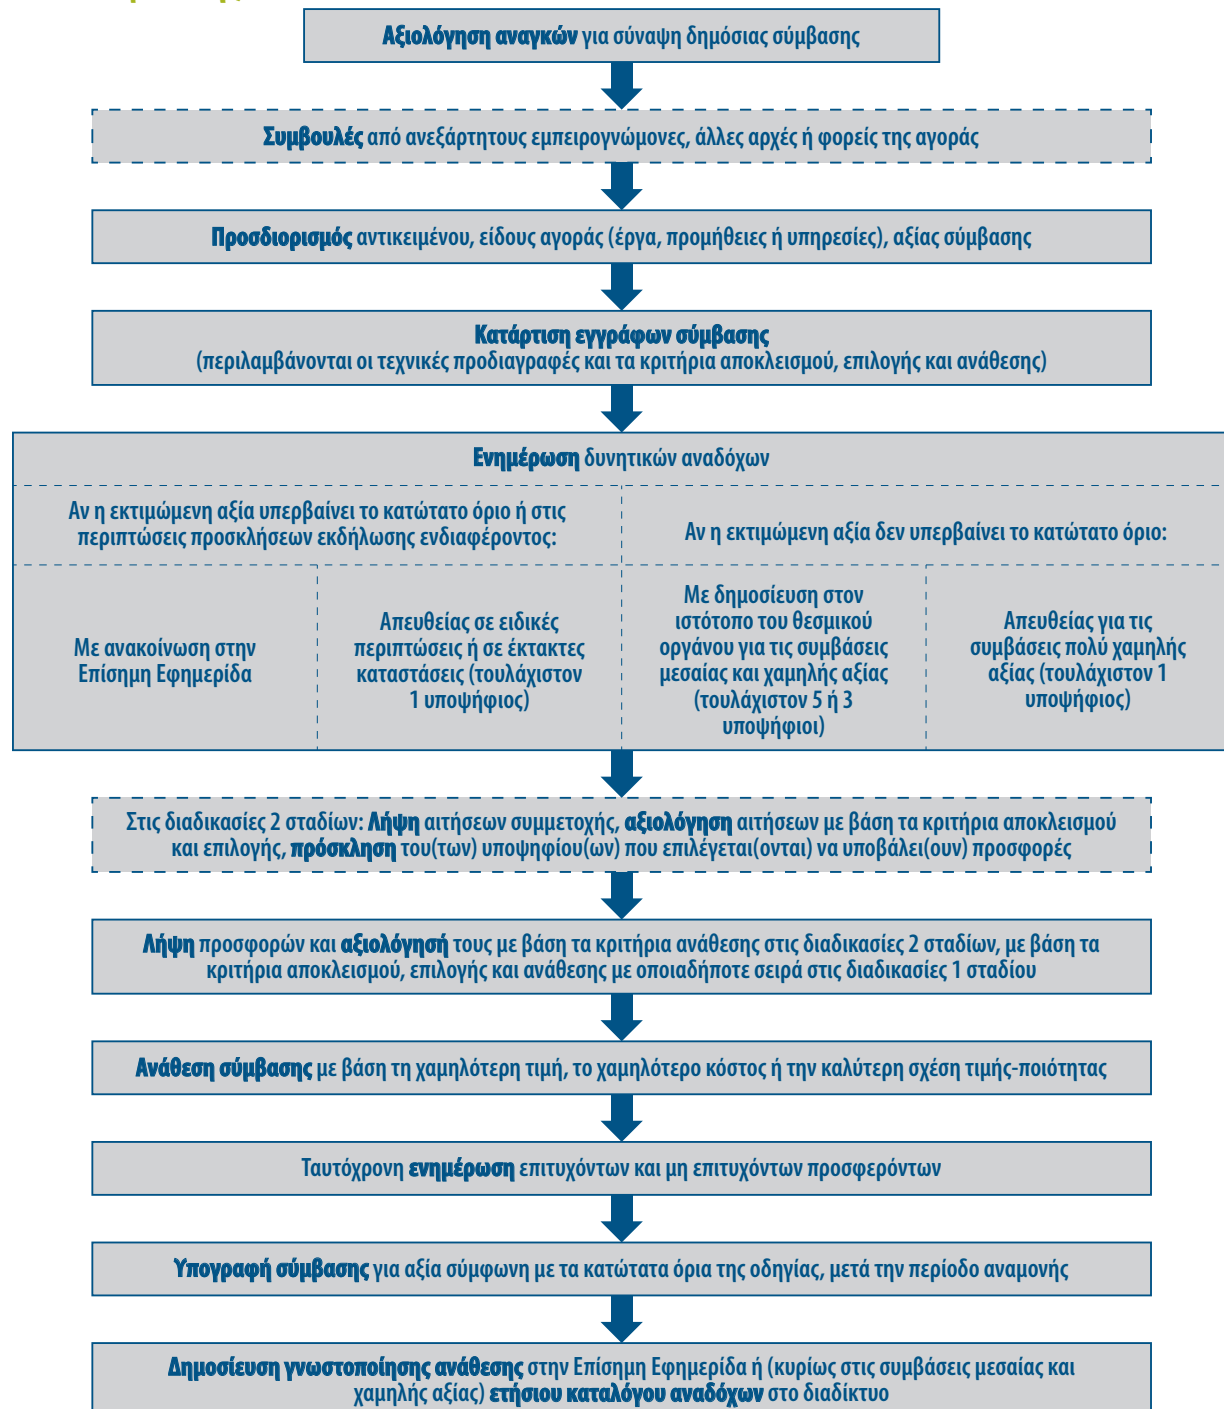 Αξιολόγηση αναγκών για σύναψη δημόσιας σύμβασης
Συμβουλές από ανεξάρτητους εμπειρογνώμονες, άλλες αρχές ή φορείς της αγοράς
Προσδιορισμός αντικειμένου, είδους αγοράς (έργα, προμήθειες ή υπηρεσίες), αξίας σύμβασης
Κατάρτιση εγγράφων σύμβασης
(περιλαμβάνονται οι τεχνικές προδιαγραφές και τα κριτήρια αποκλεισμού, επιλογής και ανάθεσης)
Ενημέρωση δυνητικών αναδόχων
Αν η εκτιμώμενη αξία υπερβαίνει το κατώτατο όριο ή στις
περιπτώσεις προσκλήσεων εκδήλωσης ενδιαφέροντος:
Αν η εκτιμώμενη αξία δεν υπερβαίνει το κατώτατο όριο:
Με ανακοίνωση στην
Επίσημη Εφημερίδα
Απευθείας σε ειδικές
περιπτώσεις ή σε έκτακτες
καταστάσεις (τουλάχιστον
1 υποψήφιος)
Με δημοσίευση στον
ιστότοπο του θεσμικού
οργάνου για τις συμβάσεις
μεσαίας και χαμηλής αξίας
(τουλάχιστον 5 ή 3
υποψήφιοι)
Απευθείας για τις
συμβάσεις πολύ χαμηλής
αξίας (τουλάχιστον 1
υποψήφιος)
Στις διαδικασίες 2 σταδίων: Λήψη αιτήσεων συμμετοχής, αξιολόγηση αιτήσεων με βάση τα κριτήρια αποκλεισμού
και επιλογής, πρόσκληση του(των) υποψηφίου(ων) που επιλέγεται(ονται) να υποβάλει(ουν) προσφορές
Λήψη προσφορών και αξιολόγησή τους με βάση τα κριτήρια ανάθεσης στις διαδικασίες 2 σταδίων, με βάση τα
κριτήρια αποκλεισμού, επιλογής και ανάθεσης με οποιαδήποτε σειρά στις διαδικασίες 1 σταδίου
Ανάθεση σύμβασης με βάση τη χαμηλότερη τιμή, το χαμηλότερο κόστος ή την καλύτερη σχέση τιμής-ποιότητας
Ταυτόχρονη ενημέρωση επιτυχόντων και μη επιτυχόντων προσφερόντων
Υπογραφή σύμβασης για αξία σύμφωνη με τα κατώτατα όρια της οδηγίας, μετά την περίοδο αναμονής
Δημοσίευση γνωστοποίησης ανάθεσης στην Επίσημη Εφημερίδα ή (κυρίως στις συμβάσεις μεσαίας και
χαμηλής αξίας) ετήσιου καταλόγου αναδόχων στο διαδίκτυο